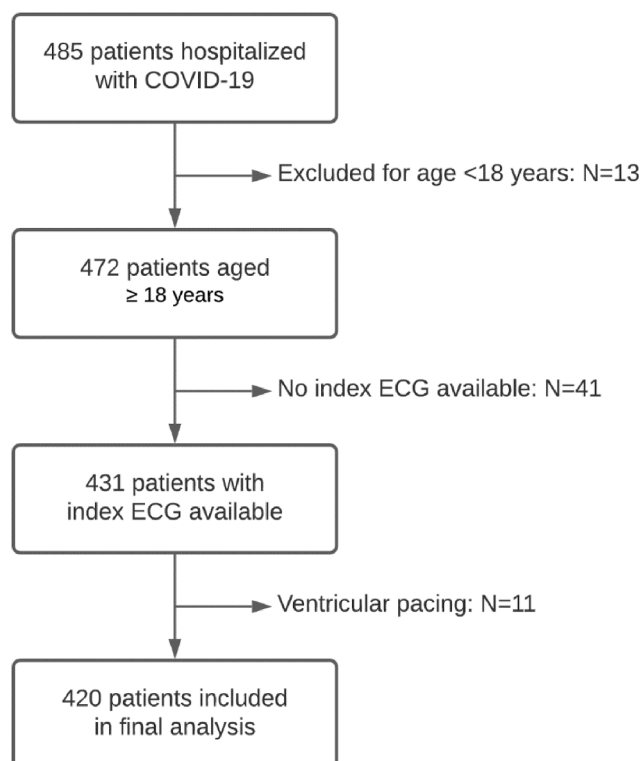 485 patients hospitalized
with COVID-19
Excluded for age <18 years: N=13
472 patients aged
≥ 18 years
No index ECG available: N=41
431 patients with
index ECG available
Ventricular pacing: N=11
420 patients included
in final analysis